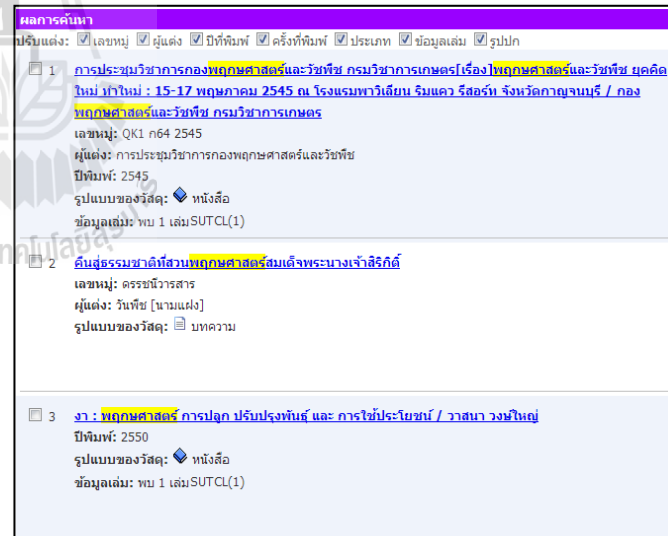 ผลการค้นหา
ปรับแต่ง: เลขหมู่ ผู้แต่ง ปีที่พิมพ์ ครั้งที่พิมพ์ ประเภท ข้อมูลเล่ม รูปปก
1 การประชุมวิชาการกองพฤกษศาสตร์และวัชพืช กรมวิชาการเกษตร[เรื่อง]พฤกษศาสตร์และวัชพืช ยุคคิด
ใหม่ ทำใหม่ : 15-17 พฤษภาคม 2545 ณ โรงแรมพาวิเลียน ริมแคว รีสอร์ท จังหวัดกาญจนบุรี / กอง
พฤกษศาสตร์และวัชพืช กรมวิชาการเกษตร
เลขหมู่: QK1 ก64 2545
ผู้แต่ง: การประชุมวิชาการกองพฤกษศาสตร์และวัชพืช
ปีพิมพ์: 2545
รูปแบบของวัสดุ: หนังสือ
ข้อมูลเล่ม: พบ 1 เล่มSUTCL(1)
2 คืนสู่ธรรมชาติที่สวนพฤกษศาสตร์สมเด็จพระนางเจ้าสิริกิติ์
เลขหมู่: ดรรชนีวารสาร
ผู้แต่ง: วันพืช [นามแฝง]
รูปแบบของวัสดุ: บทความ
3 งา : พฤกษศาสตร์ การปลูก ปรับปรุงพันธุ์ และ การใช้ประโยชน์ / วาสนา วงษ์ใหญ่
ปีพิมพ์: 2550
รูปแบบของวัสดุ: หนังสือ
ข้อมูลเล่ม: พบ 1 เล่มSUTCL(1)